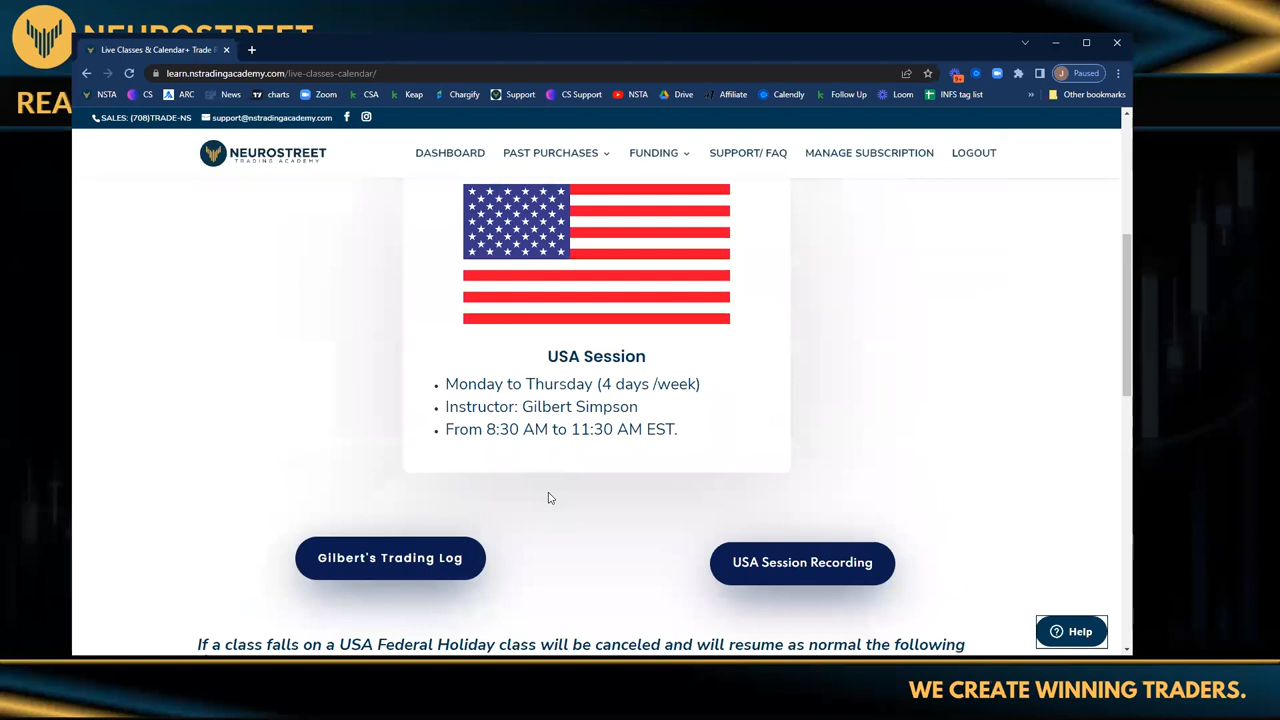 NEUROSTREET
REA
Live Classes & Calendar+ Trade R
learn.nstradingacademy.com/live-classes-calendar/
Paused
NSTA CS ARC News charts Zoom CSA Keap Chargify Support CS Support NSTA Drive Affiliate Calendly Follow Up Loom INFS tag list » Other bookmarks
SALES: (708)TRADE-NS support@nstradingacademy.com
NEUROSTREET
TRADING ACADEMY
DASHBOARD PAST PURCHASES FUNDING SUPPORT/ FAQ MANAGE SUBSCRIPTION LOGOUT
USA Session
• Monday to Thursday (4 days /week)
• Instructor: Gilbert Simpson
• From 8:30 AM to 11:30 AM EST.
Gilbert's Trading Log
USA Session Recording
If a class falls on a USA Federal Holiday class will be canceled and will resume as normal the following
Help
WE CREATE WINNING TRADERS.